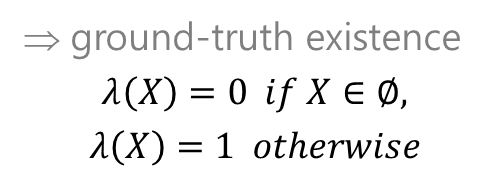 ⇒ ground-truth existence
λ(X) = 0 if X ∈ ∅,
λ(X) = 1 otherwise